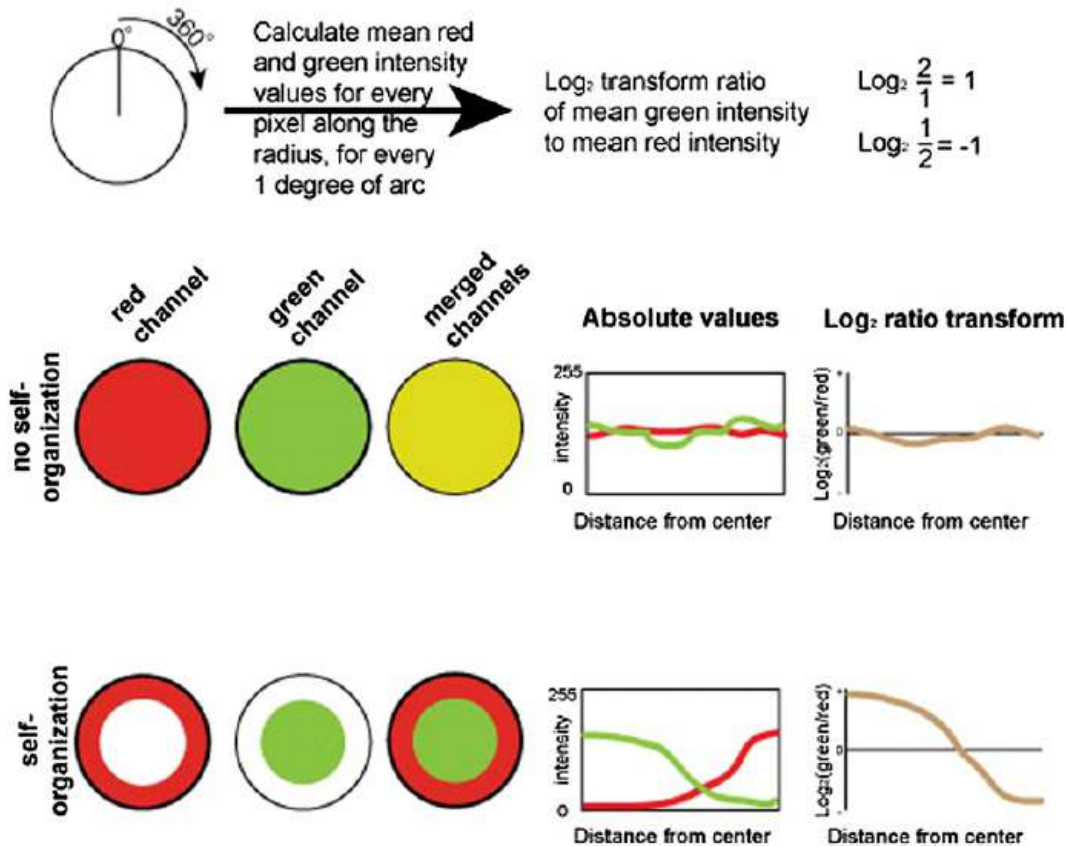 360°
0°
Calculate mean red
and green intensity
values for every
pixel along the
radius, for every
1 degree of arc
Log₂ transform ratio
of mean green intensity
to mean red intensity
Log₂ 2/1 = 1
Log₂ 1/2 = -1
red
channel
green
channel
merged
channels
Absolute values
Log₂ ratio transform
no self-
organization
255
intensity
0
Distance from center
+
0
-
Log₂(green/red)
Distance from center
self-
organization
255
intensity
0
Distance from center
+
0
-
Log₂(green/red)
Distance from center